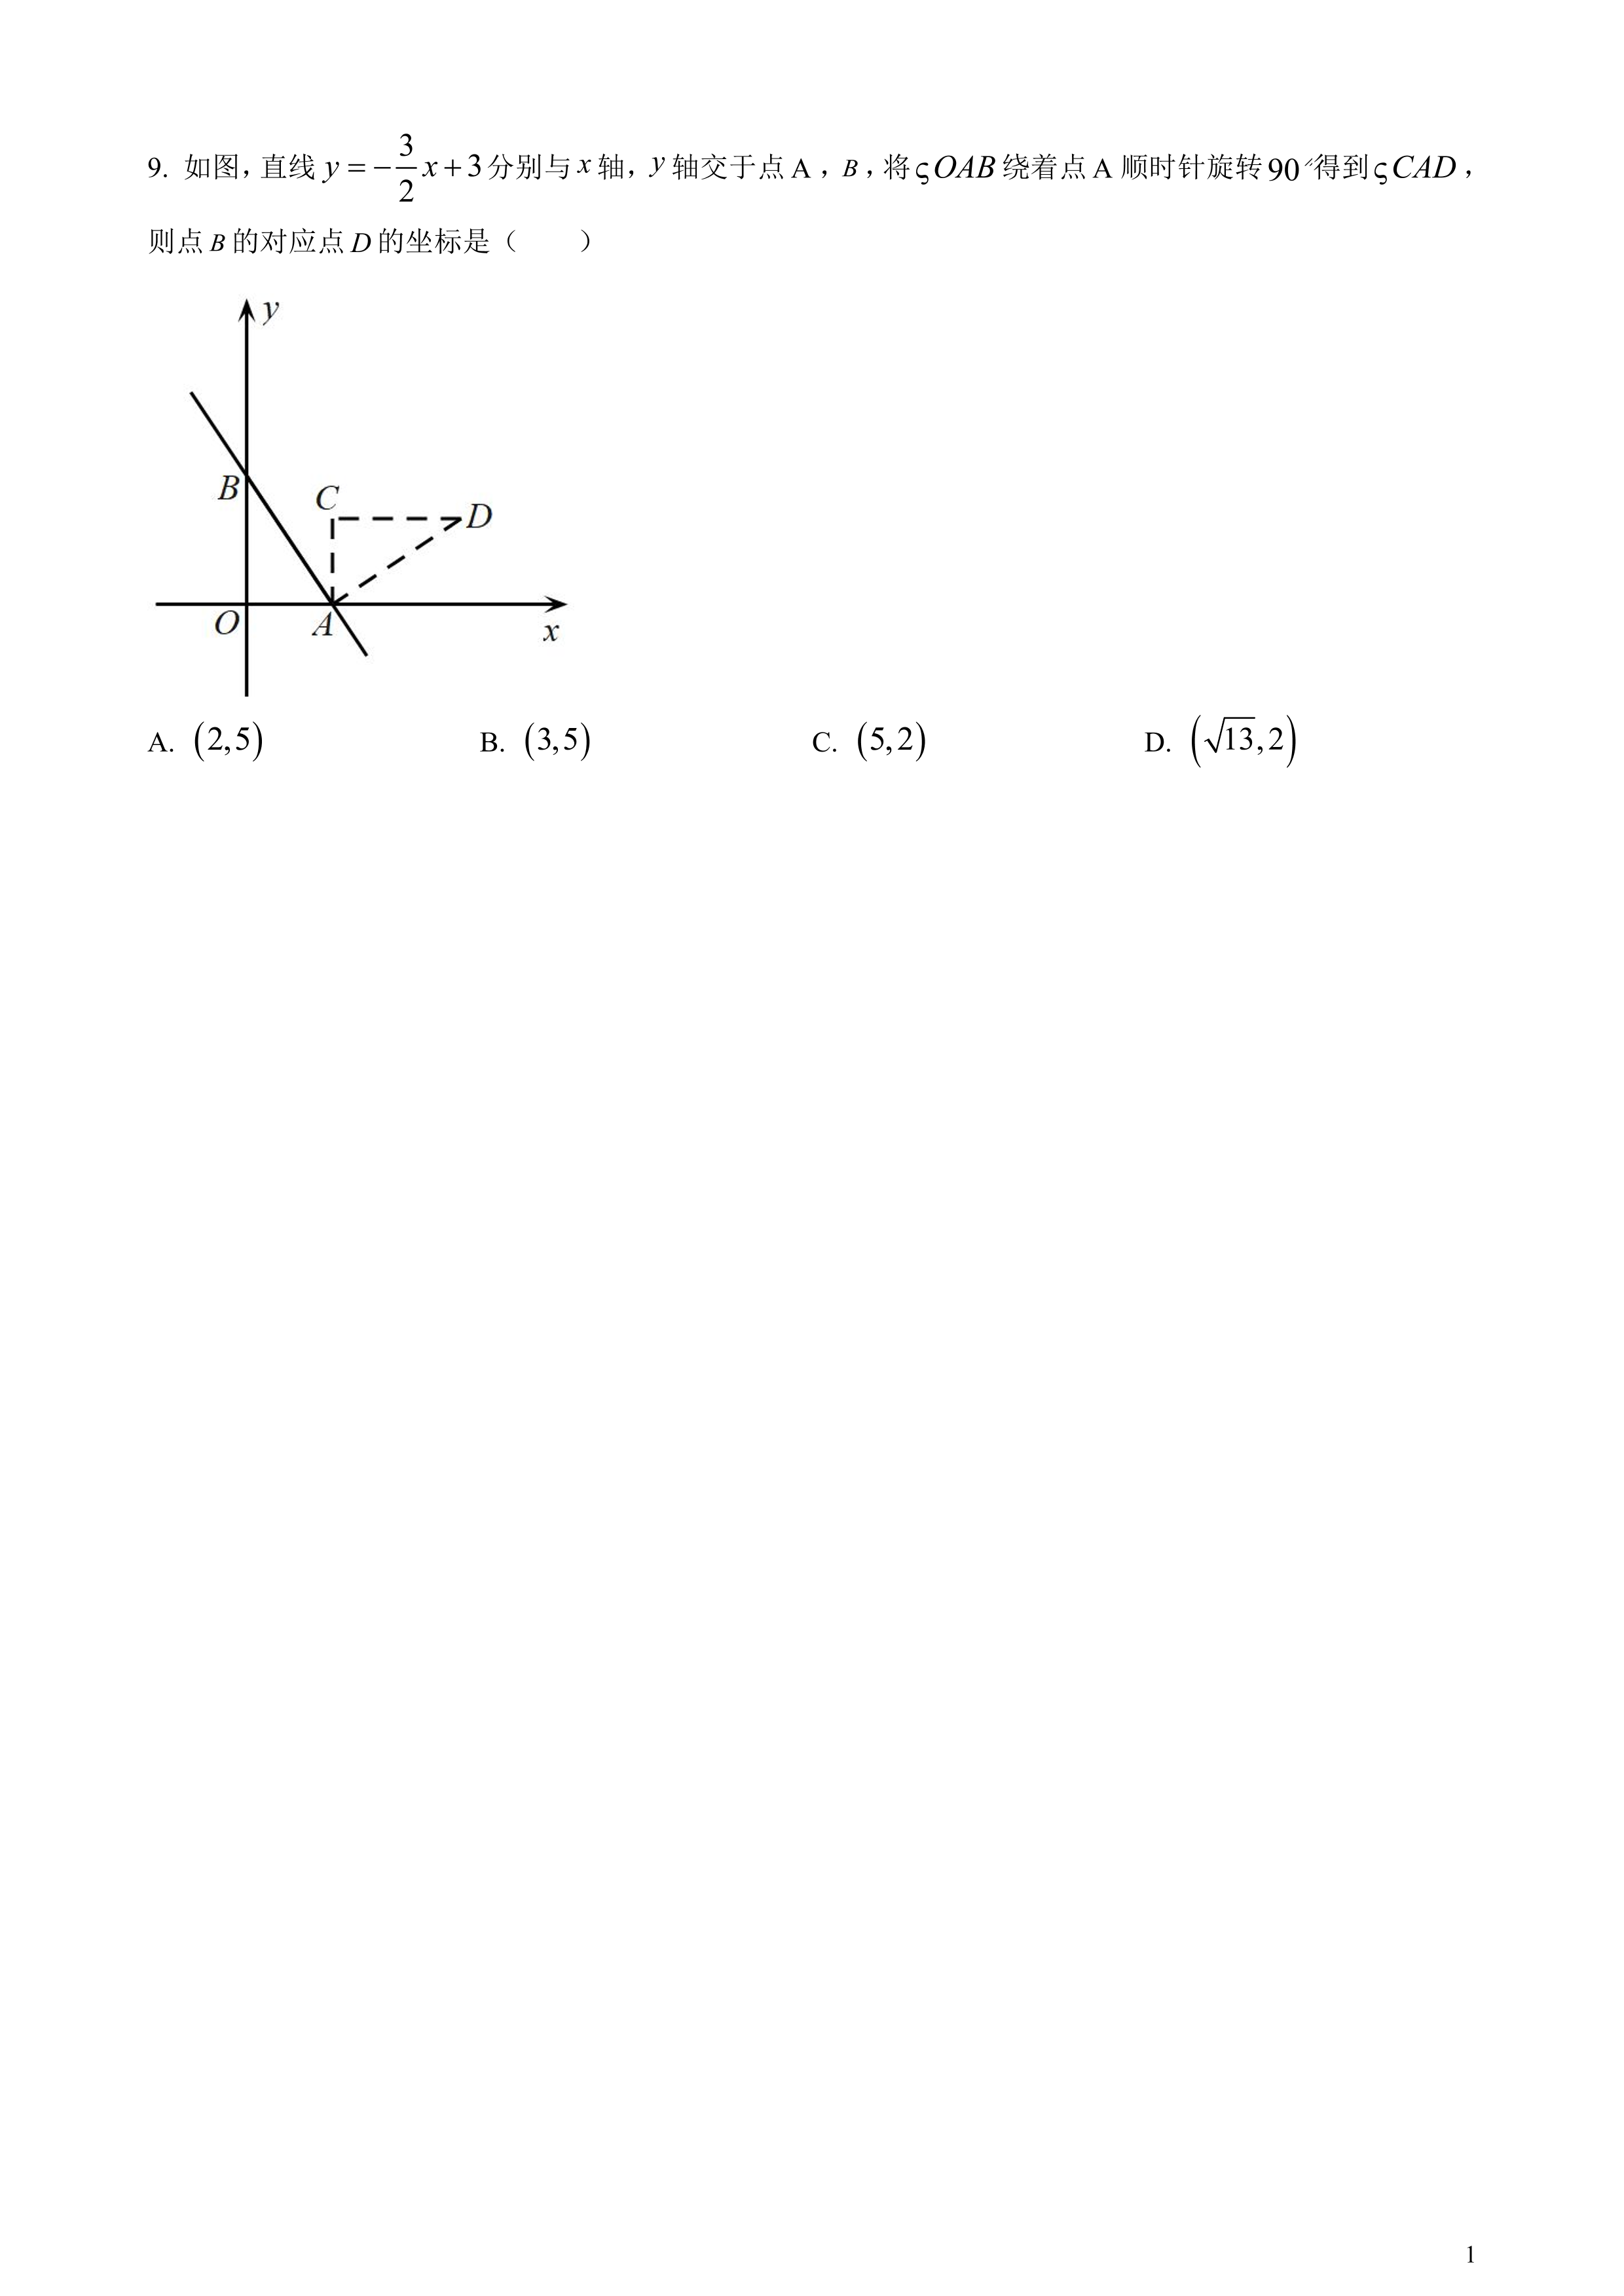 9. 如图，直线 y = -3/2 x + 3 分别与 x 轴，y 轴交于点 A，B，将 ς OAB 绕着点 A 顺时针旋转 90 ° 得到 ς CAD，
则点 B 的对应点 D 的坐标是（  ）
y
B
C
D
O
A
x
A. (2,5) B. (3,5) C. (5,2) D. (√13,2)
1